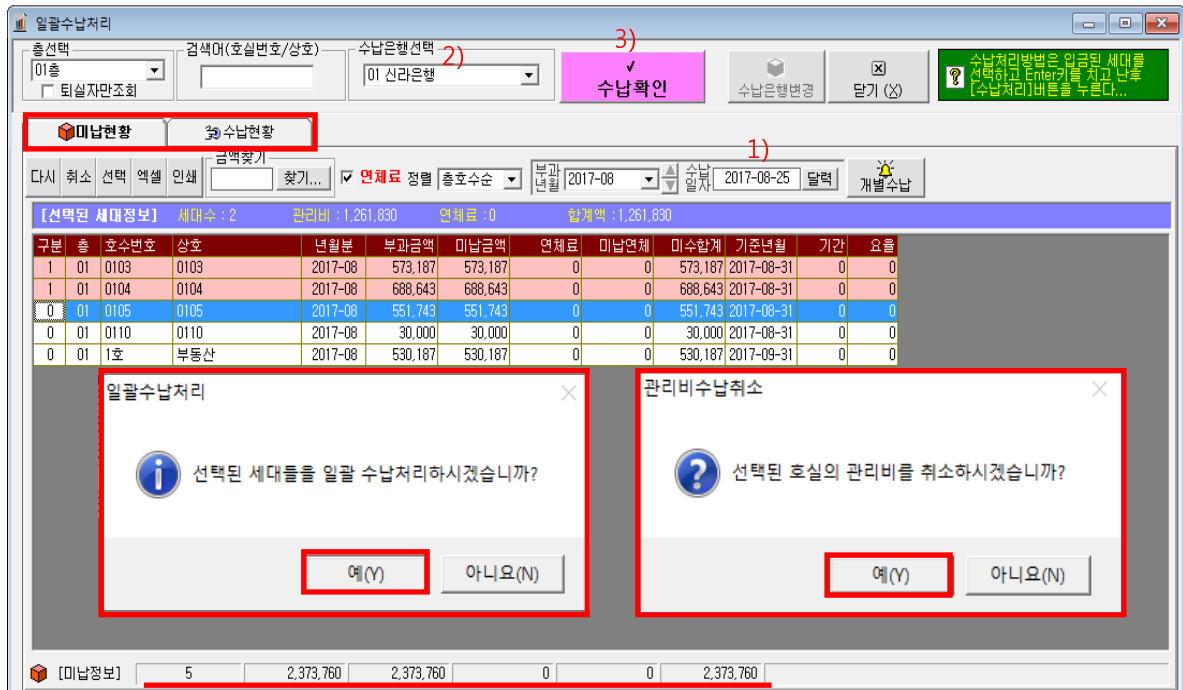 일괄수납처리
층선택
검색어(호실번호/상호)
수납은행선택
2)
3)
01층
퇴실자만조회
01 신라은행
✓
수납확인
수납은행변경
닫기 (X)
수납처리방법은 입금된 세대를
선택하고 Enter키를 치고 난후
[수납처리]버튼을 누른다...
미납현황
수납현황
1)
다시 취소 선택 엑셀 인쇄
금액찾기
찾기...
연체료 정렬 층호수순
부과년월 2017-08
수납일자 2017-08-25 달력
개별수납
[선택된 세대정보] 세대수 : 2 관리비 : 1,261,830 연체료 : 0 합계액 : 1,261,830
구분 층 호수번호 상호 년월분 부과금액 미납금액 연체료 미납연체 미수합계 기준년월 기간 요율
1 01 0103 0103 2017-08 573,187 573,187 0 0 573,187 2017-08-31 0 0
1 01 0104 0104 2017-08 688,643 688,643 0 0 688,643 2017-08-31 0 0
0 01 0105 0105 2017-08 551,743 551,743 0 0 551,743 2017-08-31 0 0
0 01 0110 0110 2017-08 30,000 30,000 0 0 30,000 2017-08-31 0 0
0 01 1호 부동산 2017-08 530,187 530,187 0 0 530,187 2017-09-31 0 0
일괄수납처리
선택된 세대들을 일괄 수납처리하시겠습니까?
예(Y) 아니요(N)
관리비수납취소
선택된 호실의 관리비를 취소하시겠습니까?
예(Y) 아니요(N)
[미납정보] 5 2,373,760 2,373,760 0 0 2,373,760